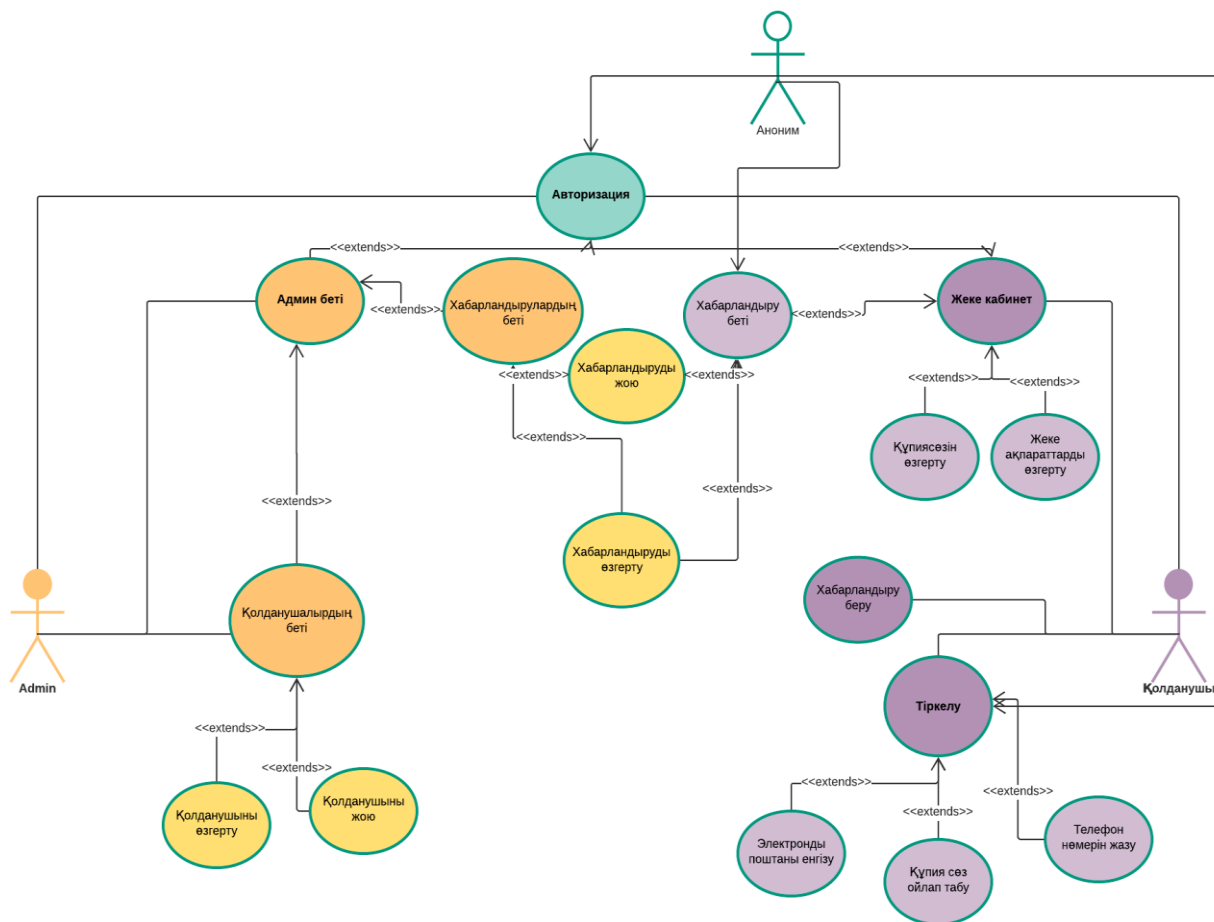 Аноним
Авторизация
<<extends>>
<<extends>>
Админ беті
<<extends>>
Хабарландырулардың
беті
Хабарландыру
беті
<<extends>>
Жеке кабинет
<<extends>>
Хабарландыруды
жою
<<extends>>
<<extends>>
<<extends>>
<<extends>>
Құпиясөзін
өзгерту
Жеке
ақпараттарды
өзгерту
<<extends>>
<<extends>>
<<extends>>
Хабарландыруды
өзгерту
Хабарландыру
беру
Қолданушалырдың
беті
Admin
Қолданушы
Тіркелу
<<extends>>
<<extends>>
Қолданушыны
өзгерту
Қолданушыны
жою
<<extends>>
<<extends>>
<<extends>>
Электронды
поштаны енгізу
Құпия сөз
ойлап табу
Телефон
нөмерін жазу